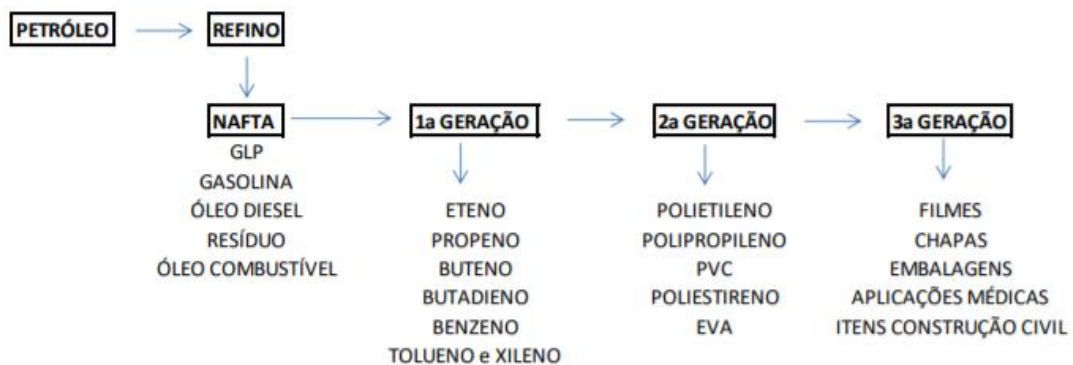 PETRÓLEO REFINO
NAFTA 1a GERAÇÃO 2a GERAÇÃO 3a GERAÇÃO
GLP
GASOLINA
ÓLEO DIESEL ETENO POLIETILENO FILMES
RESÍDUO PROPENO POLIPROPILENO CHAPAS
ÓLEO COMBUSTÍVEL BUTENO PVC EMBALAGENS
BUTADIENO POLIESTIRENO APLICAÇÕES MÉDICAS
BENZENO EVA ITENS CONSTRUÇÃO CIVIL
TOLUENO e XILENO